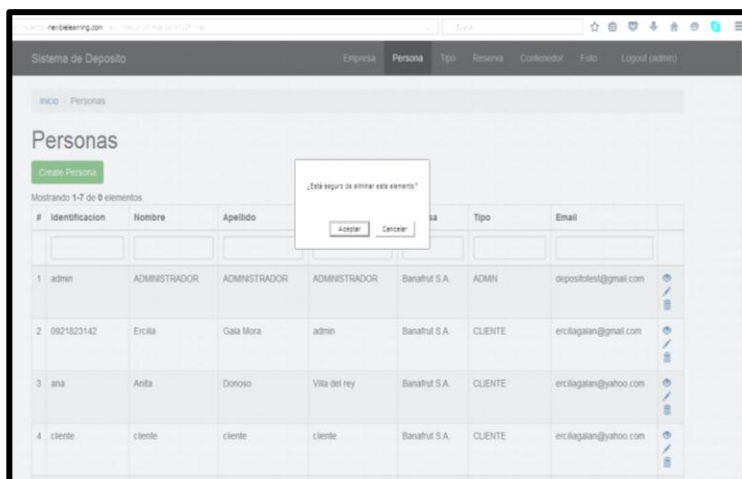 nextbelearning.com
Buscar
Sistema de Deposito Empresa Persona Tipo Reserva Contenedor Foto Logout (admin)
Inicio / Personas
Personas
Create Persona
Mostrando 1-7 de 0 elementos.
¿Está seguro de eliminar este elemento?
Aceptar Cancelar
# Identificacion Nombre Apellido sa Tipo Email
1 admin ADMINISTRADOR ADMINISTRADOR ADMINISTRADOR Banafrut S.A. ADMIN depositotest@gmail.com
2 0921823142 Ercilia Gala Mora admin Banafrut S.A. CLIENTE erciliagalan@gmail.com
3 ana Anita Donoso Villa del rey Banafrut S.A. CLIENTE erciliagalan@yahoo.com
4 cliente cliente cliente cliente Banafrut S.A. CLIENTE erciliagalan@yahoo.com